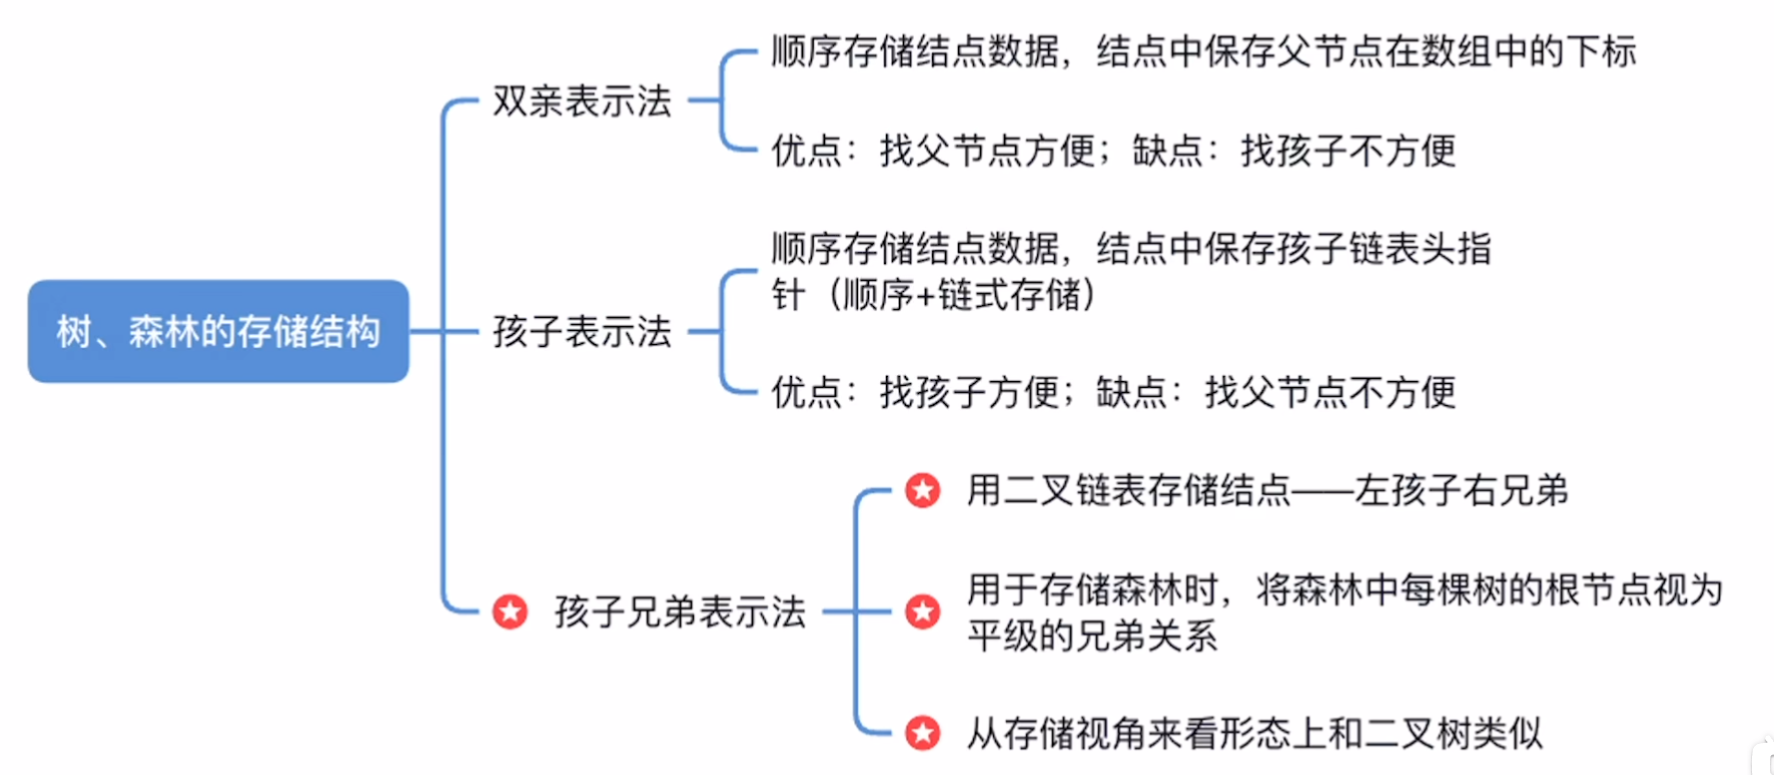 树、森林的存储结构
双亲表示法
顺序存储结点数据，结点中保存父节点在数组中的下标
优点：找父节点方便；缺点：找孩子不方便
孩子表示法
顺序存储结点数据，结点中保存孩子链表头指
针（顺序+链式存储）
优点：找孩子方便；缺点：找父节点不方便
孩子兄弟表示法
用二叉链表存储结点——左孩子右兄弟
用于存储森林时，将森林中每棵树的根节点视为
平级的兄弟关系
从存储视角来看形态上和二叉树类似